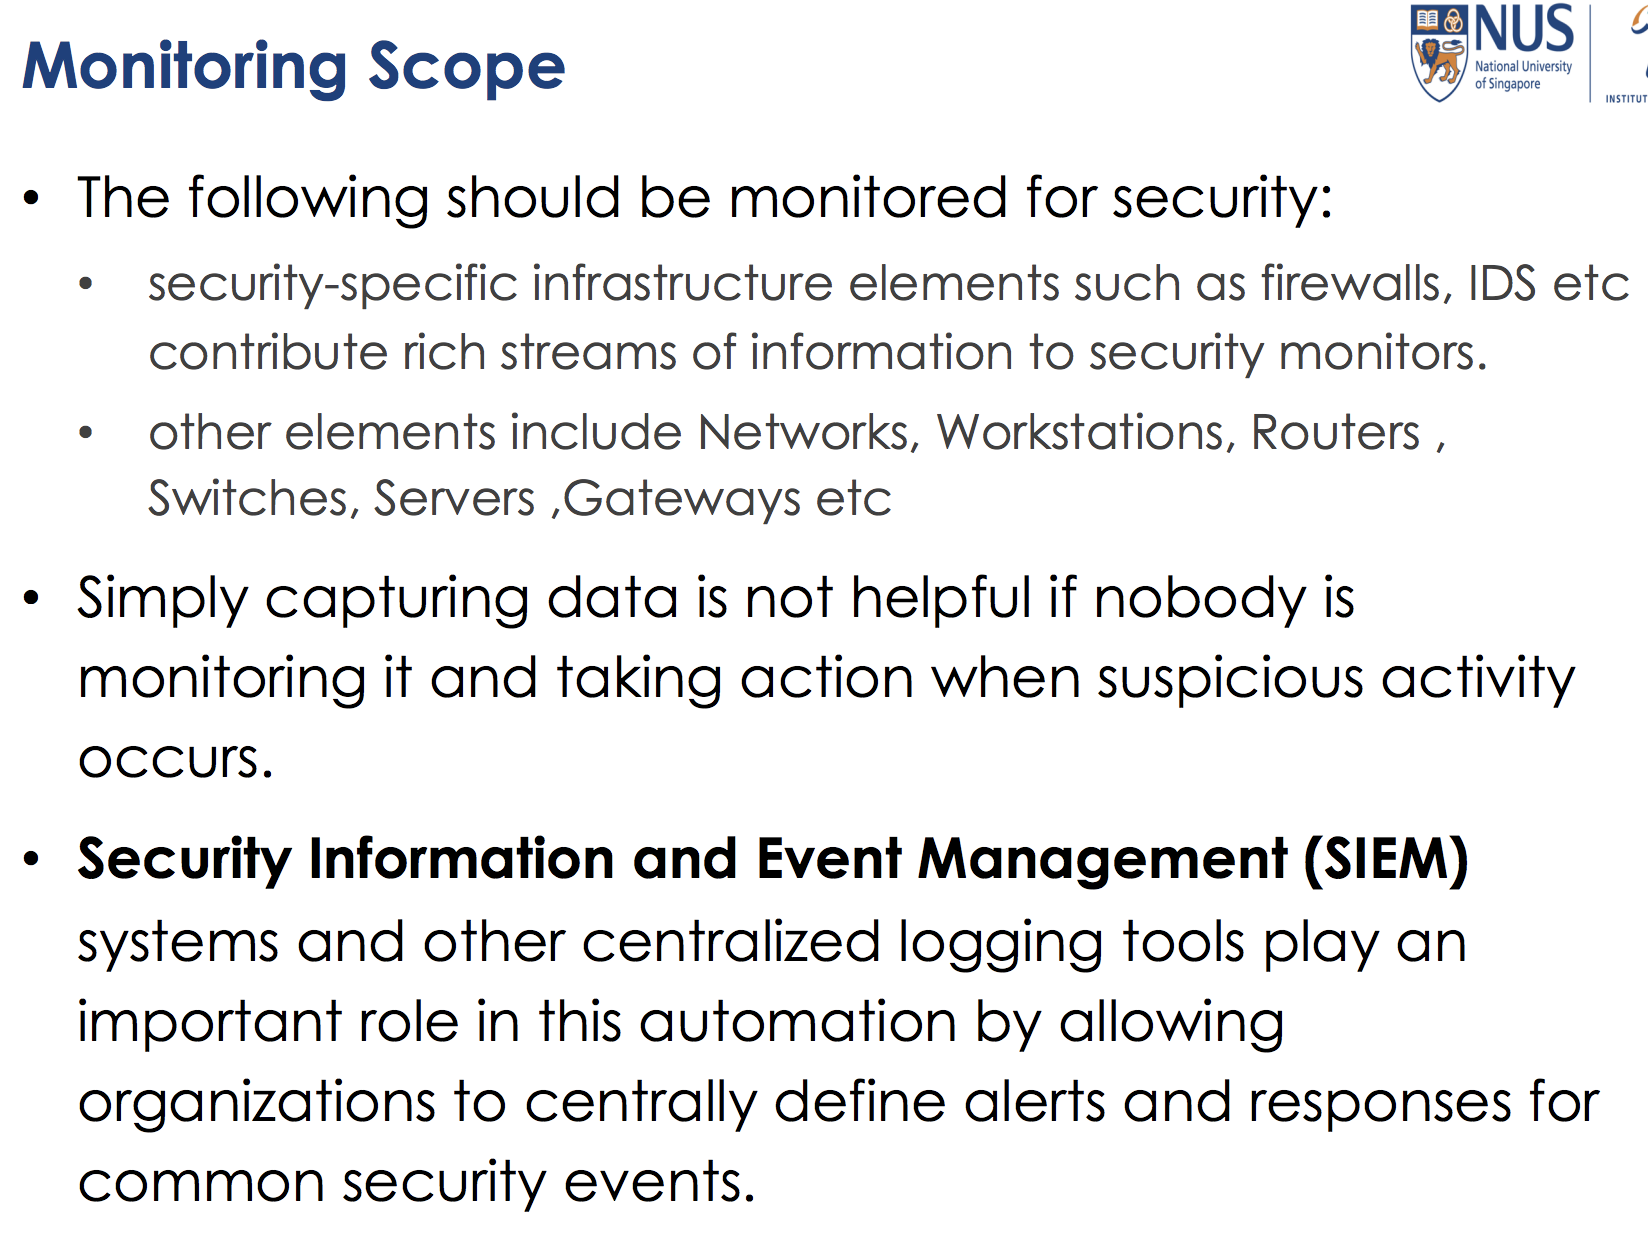 Monitoring Scope
NUS
National University
of Singapore
• The following should be monitored for security:
• security-specific infrastructure elements such as firewalls, IDS etc
contribute rich streams of information to security monitors.
• other elements include Networks, Workstations, Routers ,
Switches, Servers ,Gateways etc
• Simply capturing data is not helpful if nobody is
monitoring it and taking action when suspicious activity
occurs.
• Security Information and Event Management (SIEM)
systems and other centralized logging tools play an
important role in this automation by allowing
organizations to centrally define alerts and responses for
common security events.